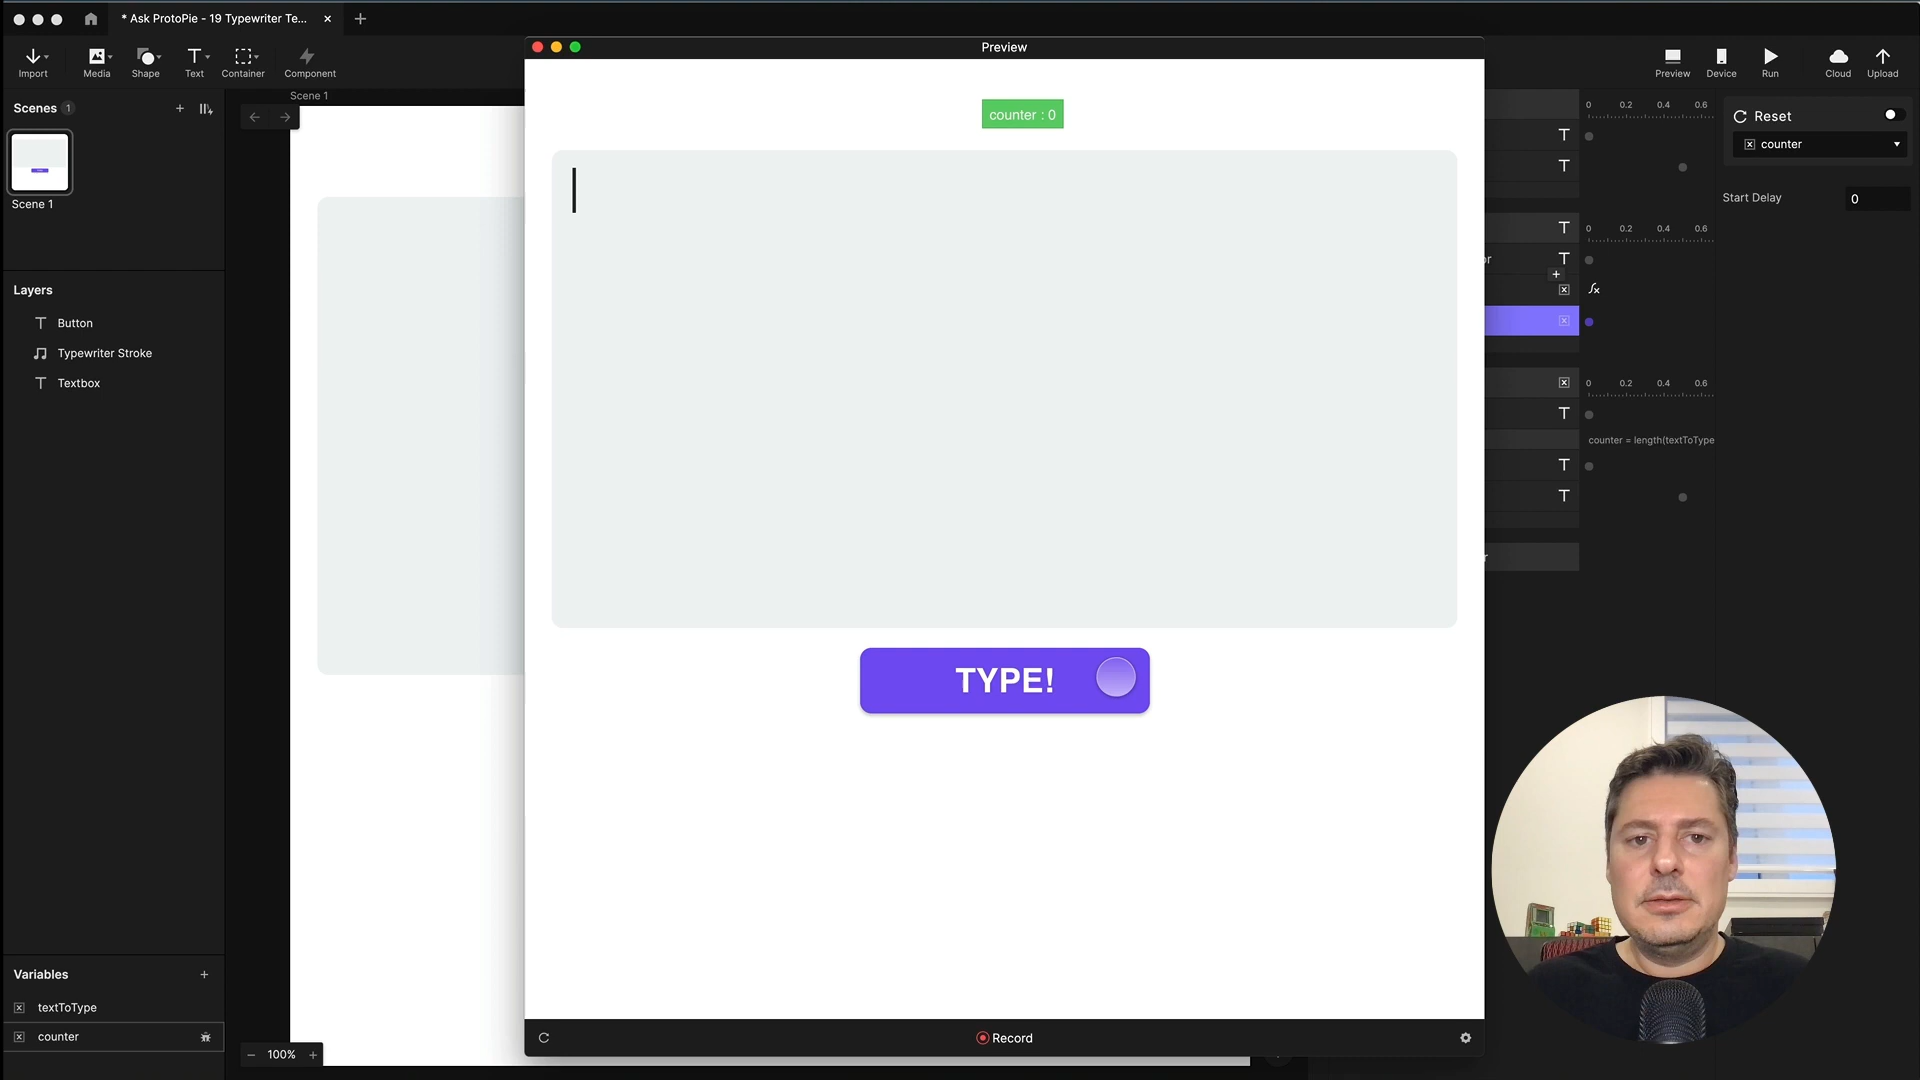 * Ask ProtoPie - 19 Typewriter Te...
Import
Media
Shape
Text
Container
Component
Preview
Preview
Device
Run
Cloud
Upload
Scenes 1
Scene 1
Scene 1
counter : 0
0 0.2 0.4 0.6
Reset
counter
Start Delay
0
0 0.2 0.4 0.6
Layers
Button
Typewriter Stroke
Textbox
0 0.2 0.4 0.6
counter = length(textToType
TYPE!
Variables
textToType
counter
100%
Record